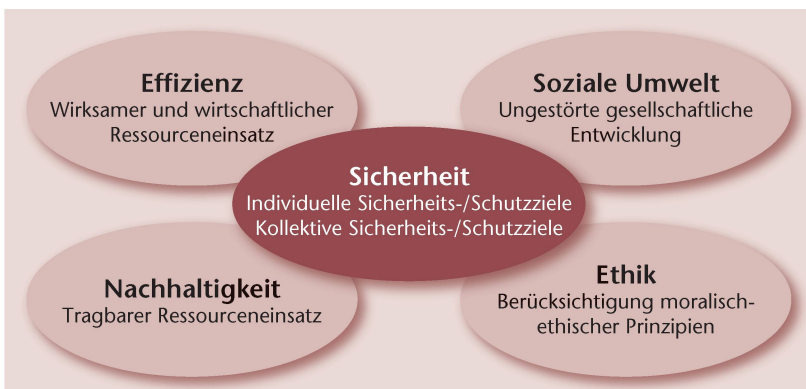 Effizienz
Wirksamer und wirtschaftlicher
Ressourceneinsatz
Soziale Umwelt
Ungestörte gesellschaftliche
Entwicklung
Sicherheit
Individuelle Sicherheits-/Schutzziele
Kollektive Sicherheits-/Schutzziele
Nachhaltigkeit
Tragbarer Ressourceneinsatz
Ethik
Berücksichtigung moralisch-
ethischer Prinzipien